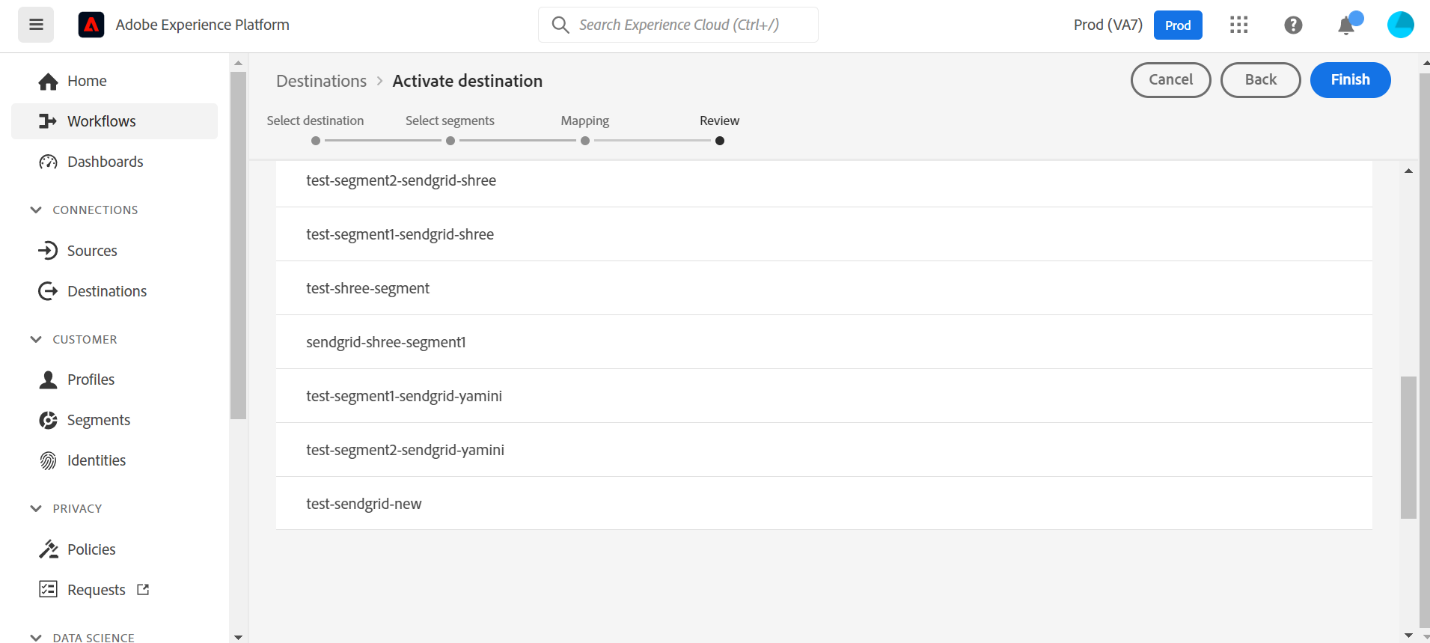 Adobe Experience Platform
Search Experience Cloud (Ctrl+/)
Prod (VA7)
Prod
Home
Workflows
Dashboards
CONNECTIONS
Sources
Destinations
CUSTOMER
Profiles
Segments
Identities
PRIVACY
Policies
Requests
DATA SCIENCE
Destinations > Activate destination
Cancel
Back
Finish
Select destination
Select segments
Mapping
Review
test-segment2-sendgrid-shree
test-segment1-sendgrid-shree
test-shree-segment
sendgrid-shree-segment1
test-segment1-sendgrid-yamini
test-segment2-sendgrid-yamini
test-sendgrid-new